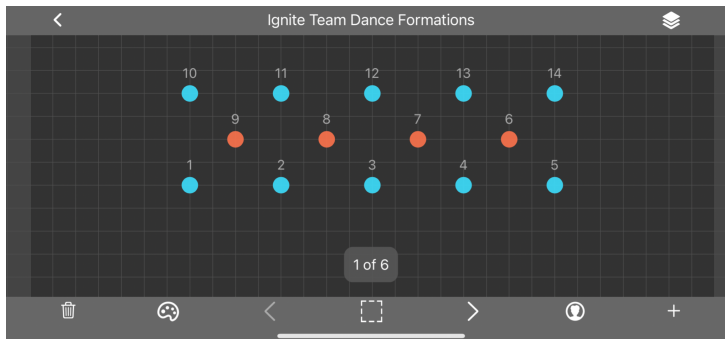 Ignite Team Dance Formations
10 11 12 13 14
9 8 7 6
1 2 3 4 5
1 of 6